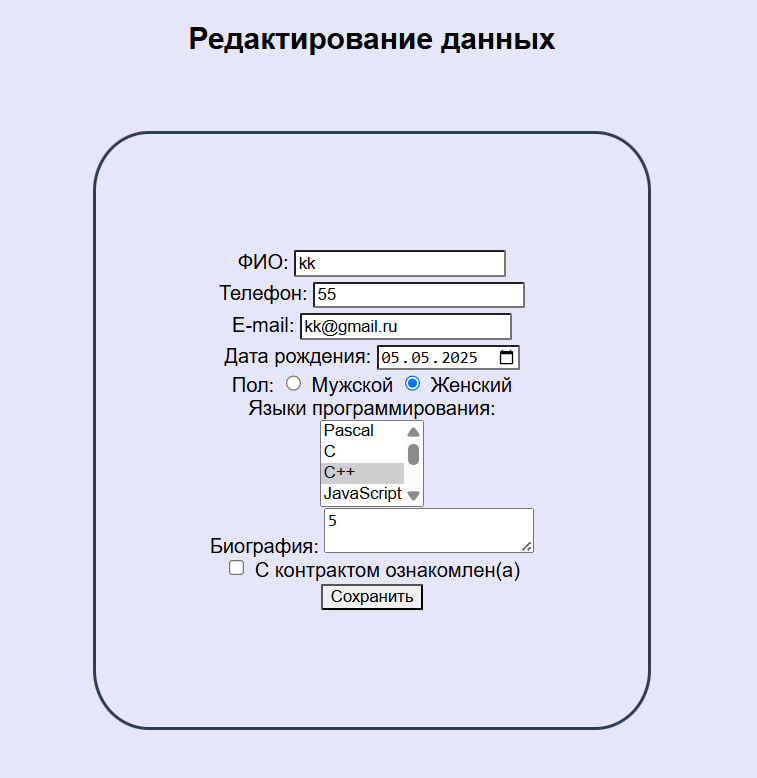 Редактирование данных
ФИО: kk
Телефон: 55
E-mail: kk@gmail.ru
Дата рождения: 05.05.2025
Пол: Мужской Женский
Языки программирования:
Pascal
C
C++
JavaScript
Биография: 5
С контрактом ознакомлен(а)
Сохранить